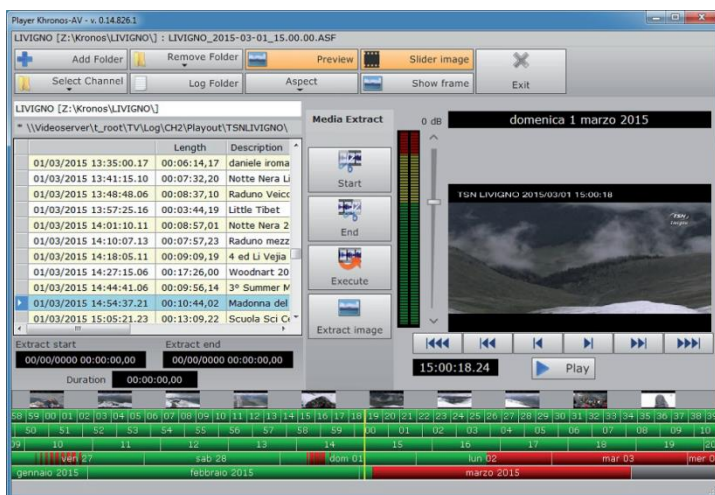 Player Khronos-AV - v. 0.14.826.1
LIVIGNO [Z:\Kronos\LIVIGNO\] : LIVIGNO_2015-03-01_15.00.00.ASF
Add Folder Remove Folder Preview Slider image
Select Channel Log Folder Aspect Show frame Exit
LIVIGNO [Z:\Kronos\LIVIGNO\]
* \\Videoserver\t_root\TV\Log\CH2\Playout\TSNLIVIGNO\
Length Description
01/03/2015 13:35:00.17 00:06:14,17 daniele iroma
01/03/2015 13:41:15.10 00:07:32,20 Notte Nera Li
01/03/2015 13:48:48.06 00:08:37,10 Raduno Veicc
01/03/2015 13:57:25.16 00:03:44,19 Little Tibet
01/03/2015 14:01:10.11 00:08:57,01 Notte Nera 2
01/03/2015 14:10:07.13 00:07:57,23 Raduno mezz
01/03/2015 14:18:05.11 00:09:09,19 4 ed Li Vejia
01/03/2015 14:27:15.06 00:17:26,00 Woodnart 20
01/03/2015 14:44:41.06 00:09:56,14 3° Summer M
01/03/2015 14:54:37.21 00:10:44,02 Madonna del
01/03/2015 15:05:21.23 00:13:09,22 Scuola Sci C
Extract start Extract end
00/00/0000 00:00:00,00 00/00/0000 00:00:00,00
Duration 00:00:00,00
Media Extract
Start
End
Execute
Extract image
0 dB
domenica 1 marzo 2015
TSN LIVIGNO 2015/03/01 15:00:18
TSN
15:00:18.24 Play
58 59 00 01 02 03 04 05 06 07 08 09 10 11 12 13 14 15 16 17 18 19 20 21 22 23 24 25 26 27 28 29 30 31 32 33 34 35 36 37 38 39
50 51 52 53 54 55 56 57 58 59 00 01 02 03 04 05 06 07 08 09 10
10 11 12 13 14 15 16 17 18 19
ven 27 sab 28 dom 01 lun 02 mar 03 mer 0
gennaio 2015 febbraio 2015 marzo 2015